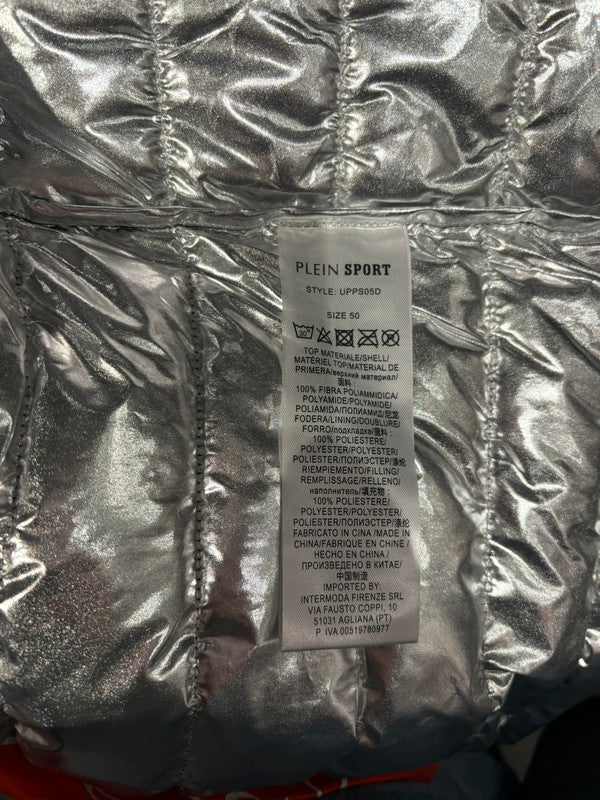 PLEIN SPORT
STYLE: UPPS05D
SIZE 50
30°
TOP MATERIALE/SHELL/
MATÉRIEL TOP/MATERIAL DE
PRIMERA/верхний материал/
面料：
100% FIBRA POLIAMMIDICA/
POLYAMIDE/POLYAMIDE/
POLIAMIDA/ПОЛИАМИД/尼龙
FODERA/LINING/DOUBLURE/
FORRO/подкладка/里料：
100% POLIESTERE/
POLYESTER/POLYESTER/
POLIESTER/ПОЛИЭСТЕР/涤纶
RIEMPIEMENTO/FILLING/
REMPLISSAGE/RELLENO/
наполнитель/填充物：
100% POLIESTERE/
POLYESTER/POLYESTER/
POLIESTER/ПОЛИЭСТЕР/涤纶
FABRICATO IN CINA /MADE IN
CHINA/FABRIQUE EN CHINE /
HECHO EN CHINA /
ПРОИЗВЕДЕНО В КИТАЕ/
中国制造
IMPORTED BY:
INTERMODA FIRENZE SRL
VIA FAUSTO COPPI, 10
51031 AGLIANA (PT)
P. IVA 00519780977